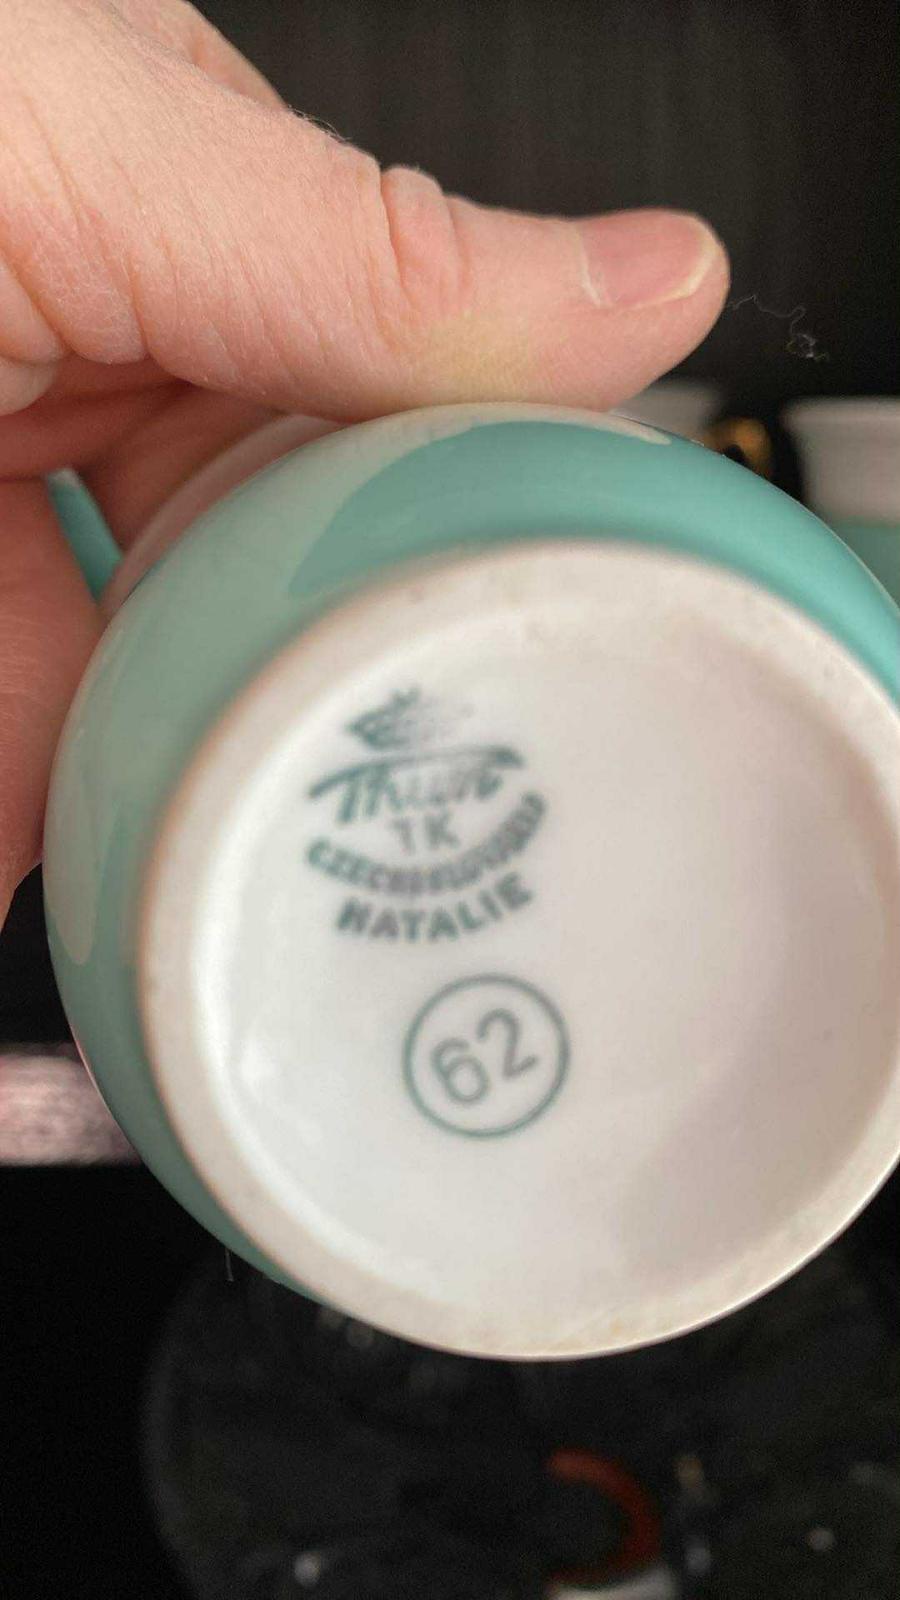 Thun
TK
CZECHOSLOVAKIA
NATALIE
62